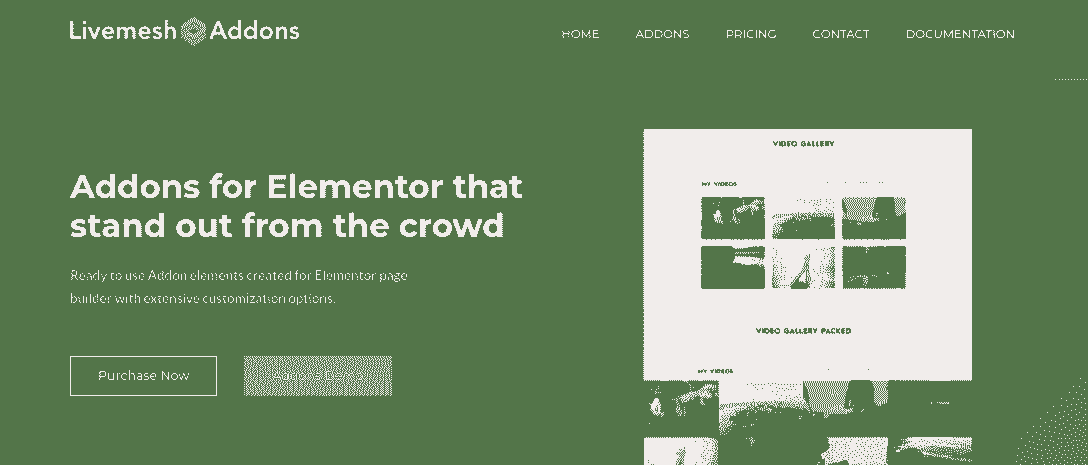 Livemesh Addons
HOME ADDONS PRICING CONTACT DOCUMENTATION
Addons for Elementor that
stand out from the crowd
Ready to use Addon elements created for Elementor page
builder with extensive customization options.
Purchase Now
VIDEO GALLERY
MY VIDEOS
VIDEO GALLERY PACKED
MY VIDEOS